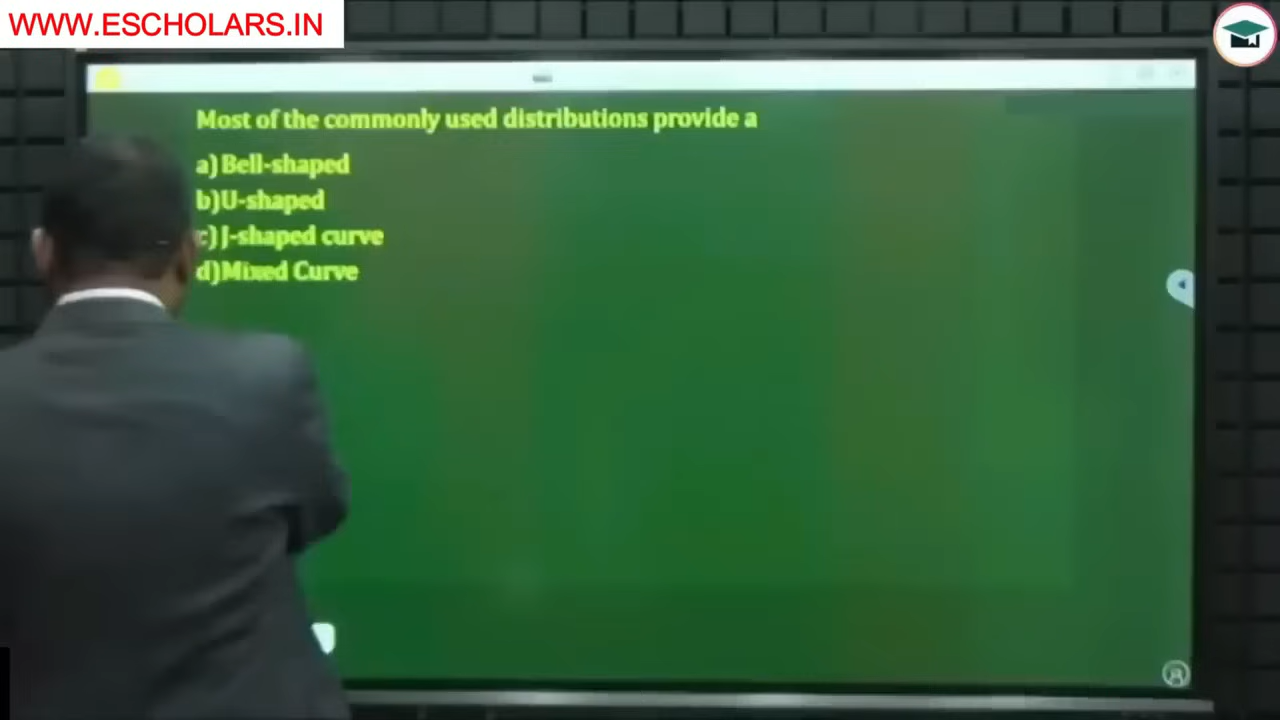 WWW.ESCHOLARS.IN
Most of the commonly used distributions provide a
a) Bell-shaped
b)U-shaped
c) J-shaped curve
d)Mixed Curve